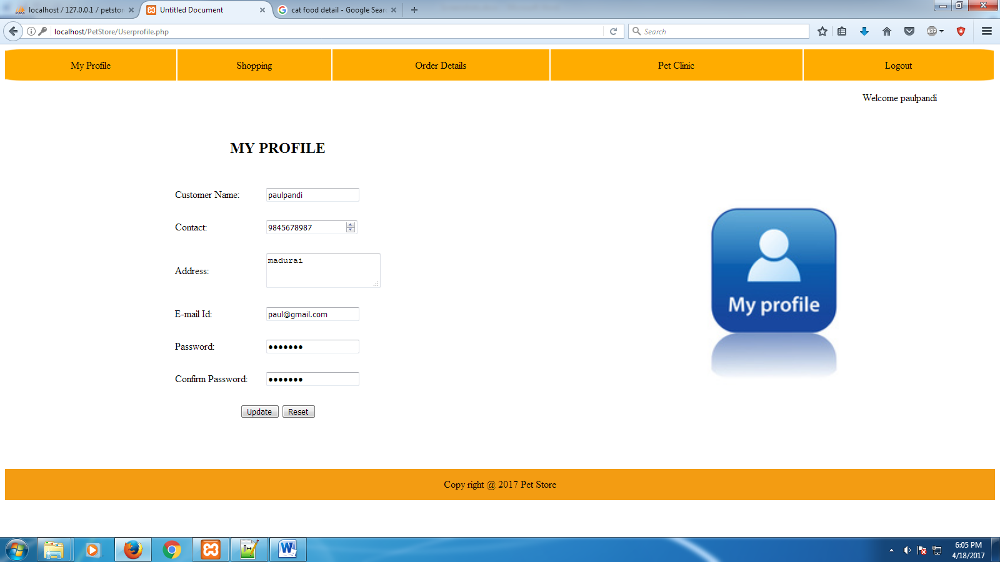 localhost / 127.0.0.1 / petstor
Untitled Document
cat food detail - Google Sear
localhost/PetStore/Userprofile.php
Search
ABP
My Profile
Shopping
Order Details
Pet Clinic
Logout
Welcome paulpandi
MY PROFILE
Customer Name: paulpandi
Contact: 9845678987
Address: madurai
E-mail Id: paul@gmail.com
Password: •••••••
Confirm Password: •••••••
Update Reset
My profile
Copy right @ 2017 Pet Store
6:05 PM
4/18/2017